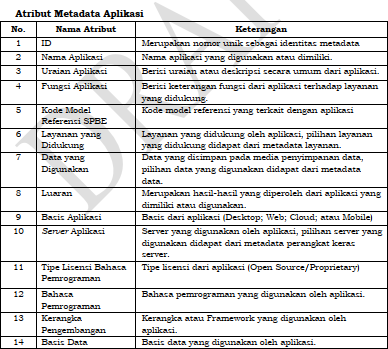 Atribut Metadata Aplikasi
No. Nama Atribut Keterangan
1 ID Merupakan nomor unik sebagai identitas metadata
2 Nama Aplikasi Nama aplikasi yang digunakan atau dimiliki.
3 Uraian Aplikasi Berisi uraian atau deskripsi secara umum dari aplikasi.
4 Fungsi Aplikasi Berisi keterangan fungsi dari aplikasi terhadap layanan
yang didukung.
5 Kode Model Kode model referensi yang terkait dengan aplikasi
Referensi SPBE
6 Layanan yang Layanan yang didukung oleh aplikasi, pilihan layanan
Didukung yang didukung didapat dari metadata layanan.
7 Data yang Data yang disimpan pada media penyimpanan data,
Digunakan pilihan data yang digunakan didapat dari metadata
data.
8 Luaran Merupakan hasil-hasil yang diperoleh dari aplikasi yang
dimiliki atau digunakan.
9 Basis Aplikasi Basis dari aplikasi (Desktop; Web; Cloud; atau Mobile)
10 Server Aplikasi Server yang digunakan oleh aplikasi, pilihan server yang
digunakan didapat dari metadata perangkat keras
server.
11 Tipe Lisensi Bahasa Tipe lisensi dari aplikasi (Open Source/Proprietary)
Pemrograman
12 Bahasa Bahasa pemrograman yang digunakan oleh aplikasi.
Pemrograman
13 Kerangka Kerangka atau Framework yang digunakan oleh
Pengembangan aplikasi.
14 Basis Data Basis data yang digunakan oleh aplikasi.